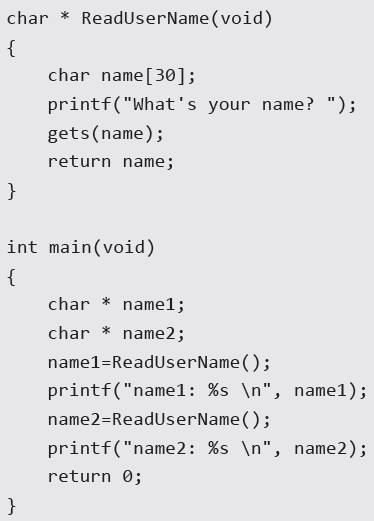 char * ReadUserName(void)
{
    char name[30];
    printf("What's your name? ");
    gets(name);
    return name;
}

int main(void)
{
    char * name1;
    char * name2;
    name1=ReadUserName();
    printf("name1: %s \n", name1);
    name2=ReadUserName();
    printf("name2: %s \n", name2);
    return 0;
}